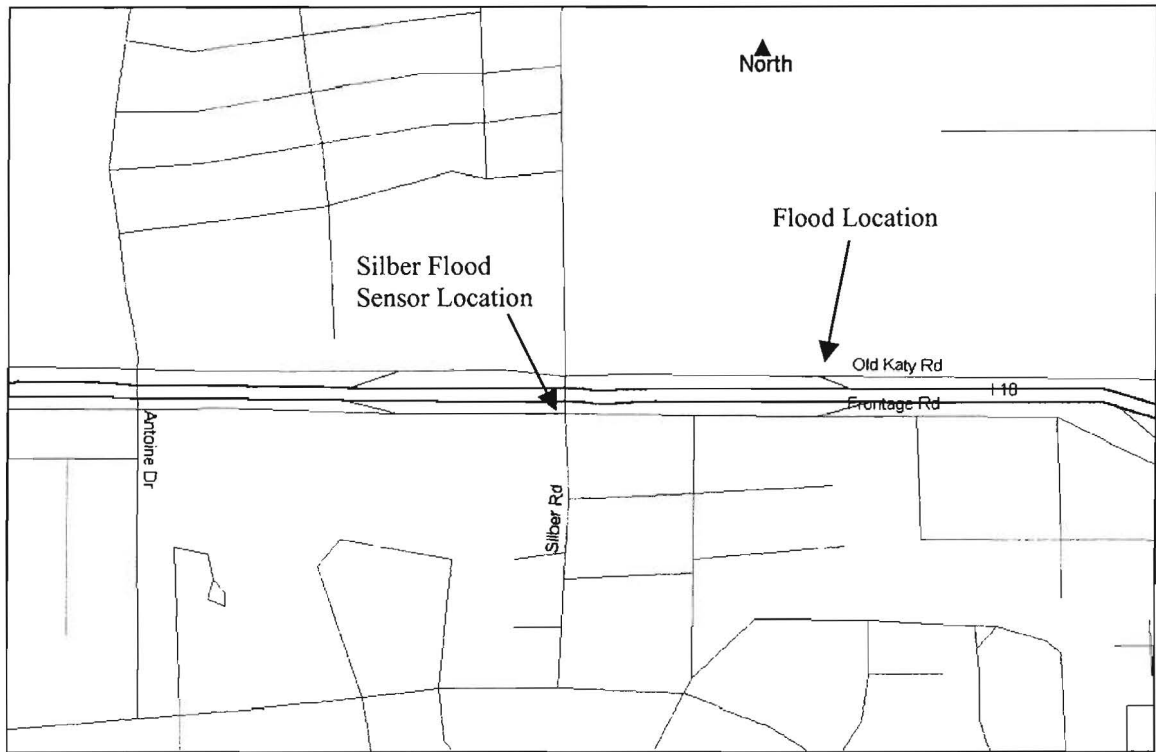 North
Flood Location
Silber Flood
Sensor Location
Old Katy Rd
I 10
Frontage Rd
Antoine Dr
Silber Rd